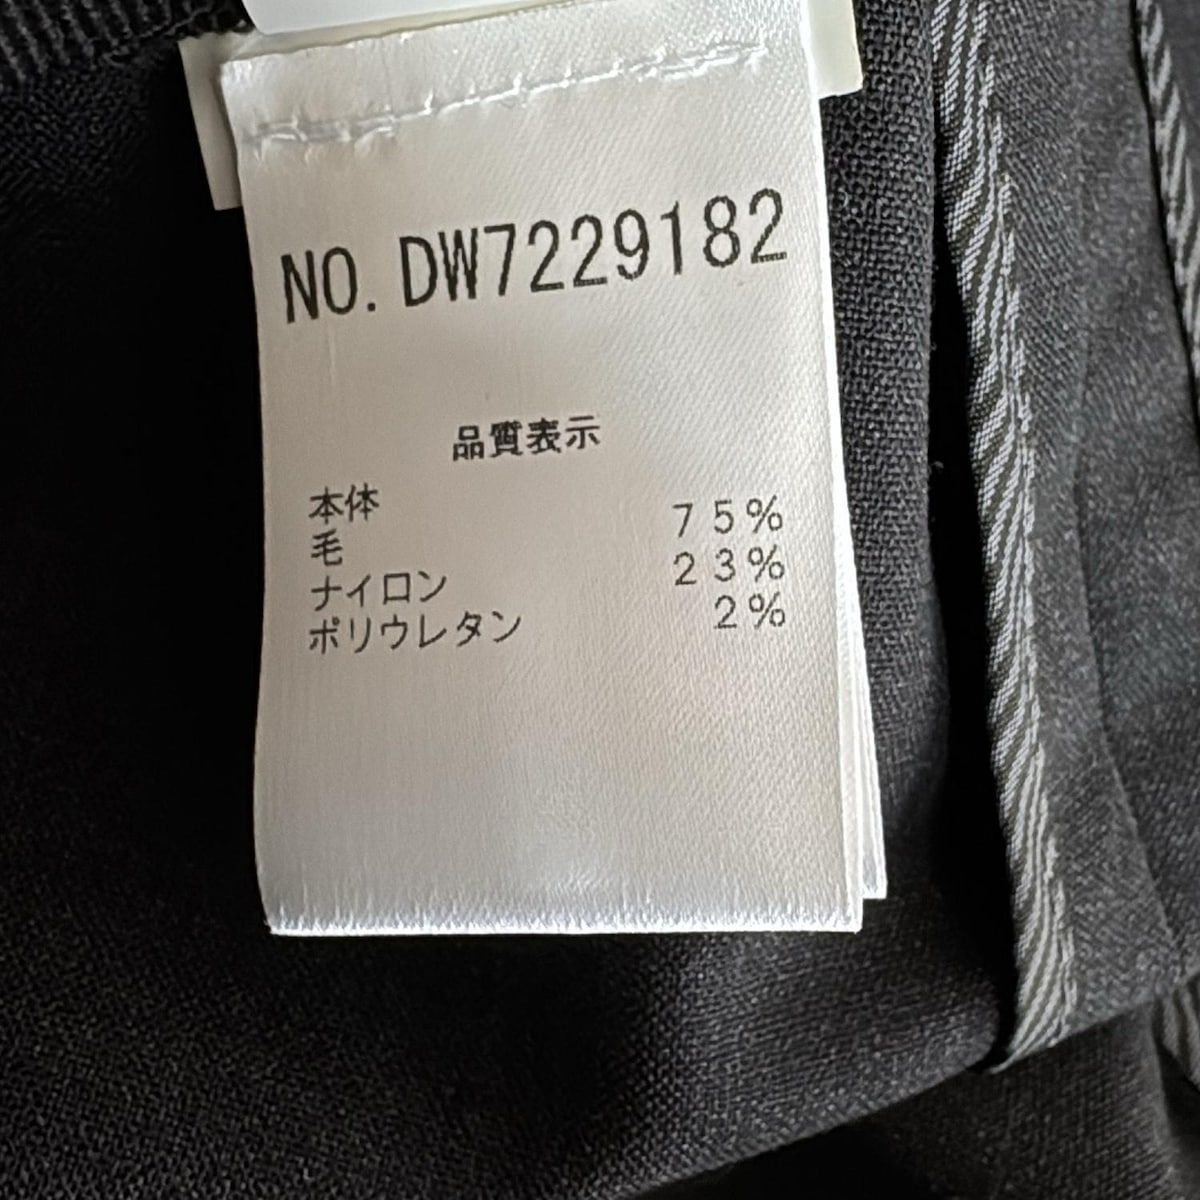 NO.DW7229182
品質表示
本体
毛 75%
ナイロン 23%
ポリウレタン 2%